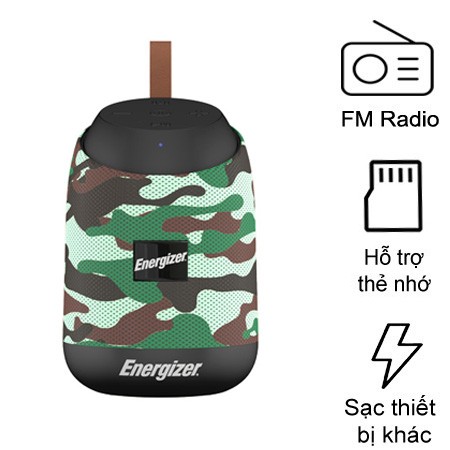 FM Radio
Hỗ trợ
thẻ nhớ
Energizer
Energizer
Sạc thiết
bị khác